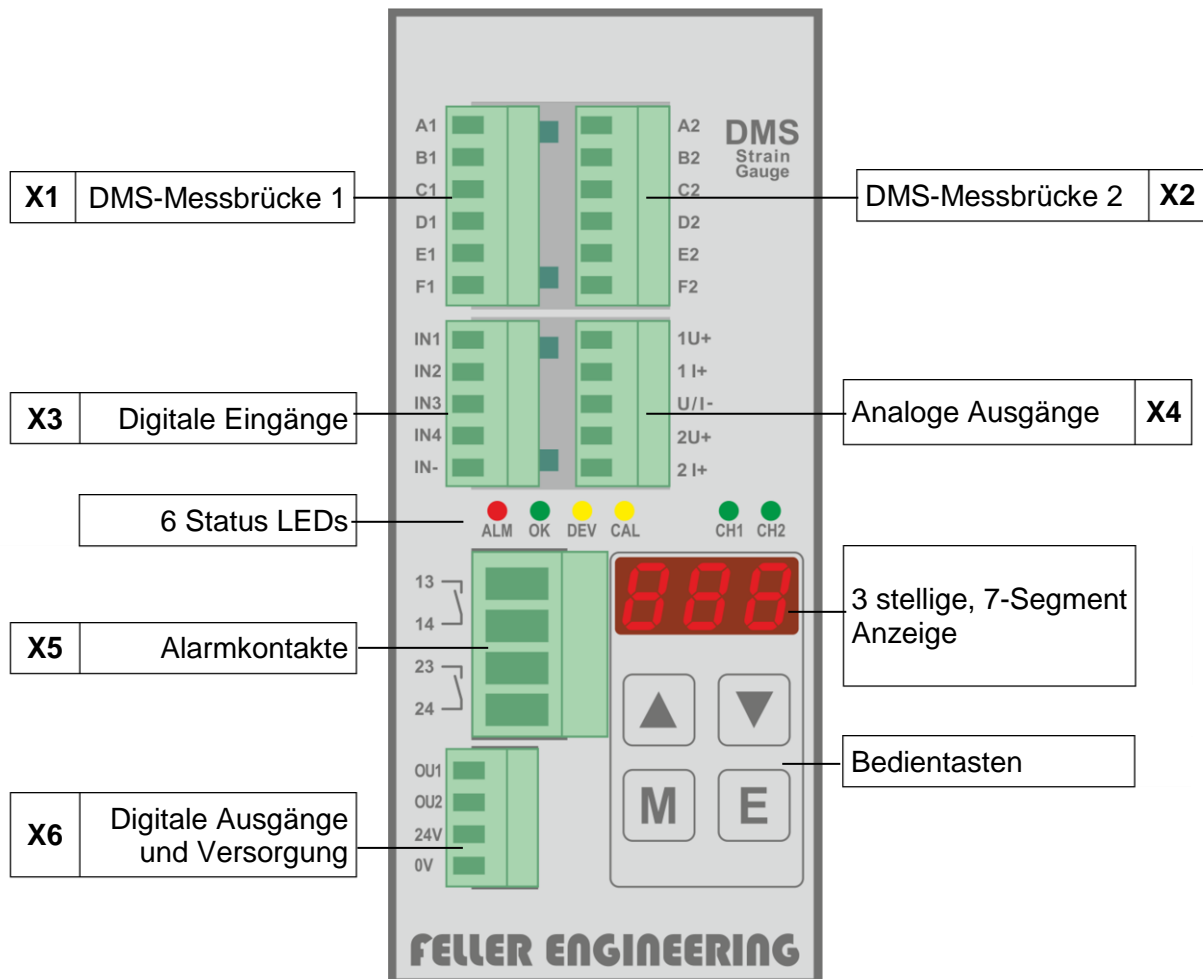 A1
B1
C1
D1
E1
F1
A2
B2
C2
D2
E2
F2
DMS
Strain
Gauge
X1 DMS-Messbrücke 1
DMS-Messbrücke 2 X2
IN1
IN2
IN3
IN4
IN-
1U+
1 I+
U/I-
2U+
2 I+
X3 Digitale Eingänge
Analoge Ausgänge X4
6 Status LEDs
ALM OK DEV CAL CH1 CH2
888
3 stellige, 7-Segment
Anzeige
13
14
23
24
X5 Alarmkontakte
M E
Bedientasten
OU1
OU2
24V
0V
X6 Digitale Ausgänge
und Versorgung
FELLER ENGINEERING